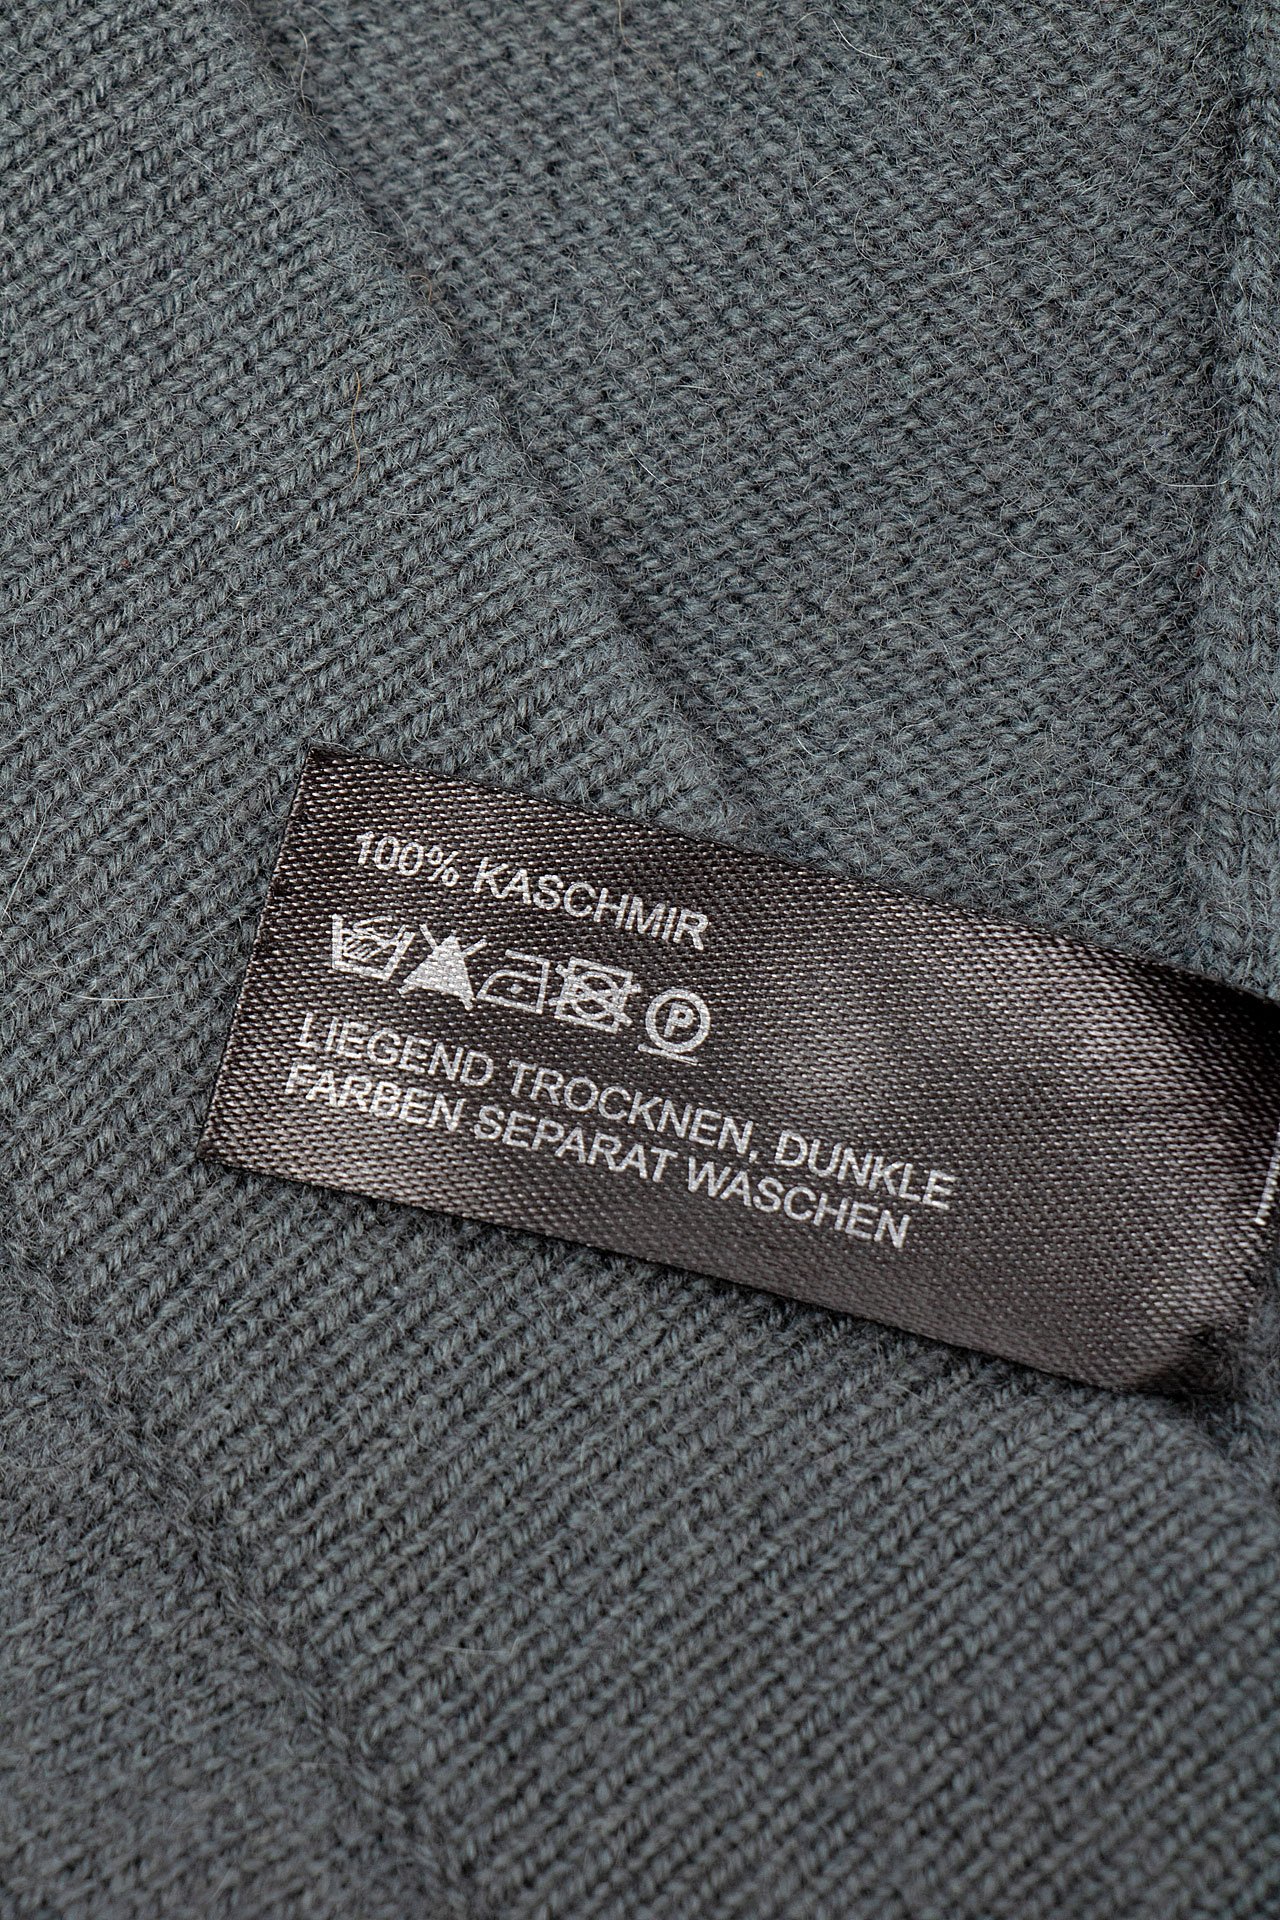 100% KASCHMIR
P
LIEGEND TROCKNEN, DUNKLE
FARBEN SEPARAT WASCHEN